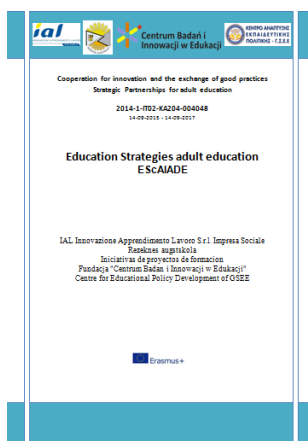 ial
Centrum Badań i
Innowacji w Edukacji
ΚΕΝΤΡΟ ΑΝΑΠΤΥΞΗΣ
ΕΚΠΑΙΔΕΥΤΙΚΗΣ
ΠΟΛΙΤΙΚΗΣ - Γ.Σ.Ε.Ε
Cooperation for innovation and the exchange of good practices
Strategic Partnerships for adult education
2014-1-IT02-KA204-004048
14-09-2015 - 14-09-2017
Education Strategies adult education
EScAIADE
IAL Innovazione Apprendimento Lavoro S.r.l. Impresa Sociale
Rezeknes augstskola
Iniciativas de proyectos de formacion
Fundacja "Centrum Badan i Innowacji w Edukacji"
Centre for Educational Policy Development of GSEE
Erasmus+